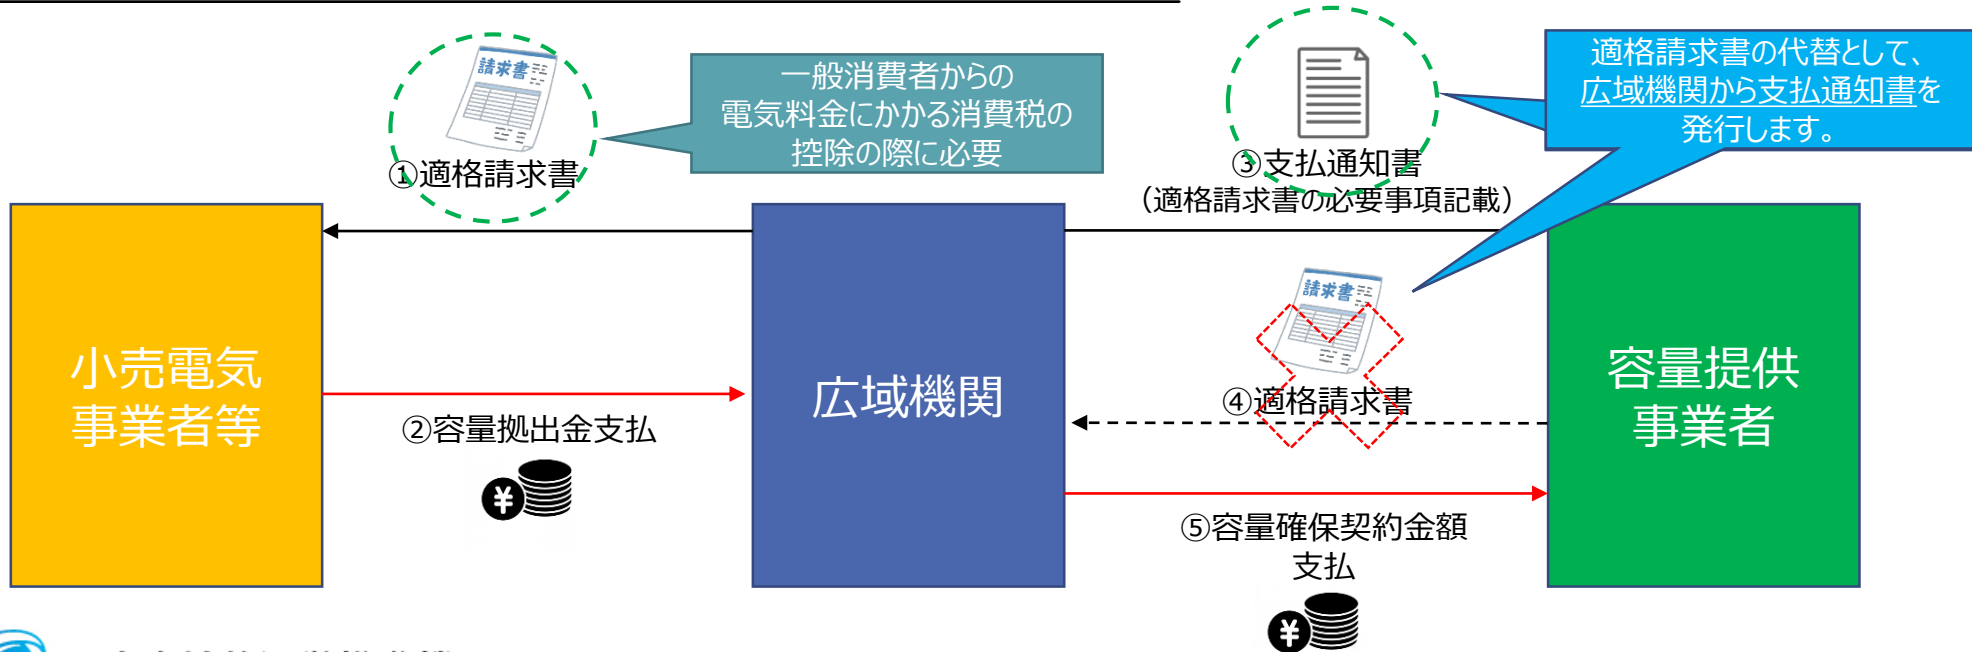 請求書
①適格請求書
一般消費者からの
電気料金にかかる消費税の
控除の際に必要
③支払通知書
（適格請求書の必要事項記載）
適格請求書の代替として、
広域機関から支払通知書を
発行します。
小売電気
事業者等
②容量拠出金支払
¥
広域機関
請求書
④適格請求書
⑤容量確保契約金額
支払
¥
容量提供
事業者